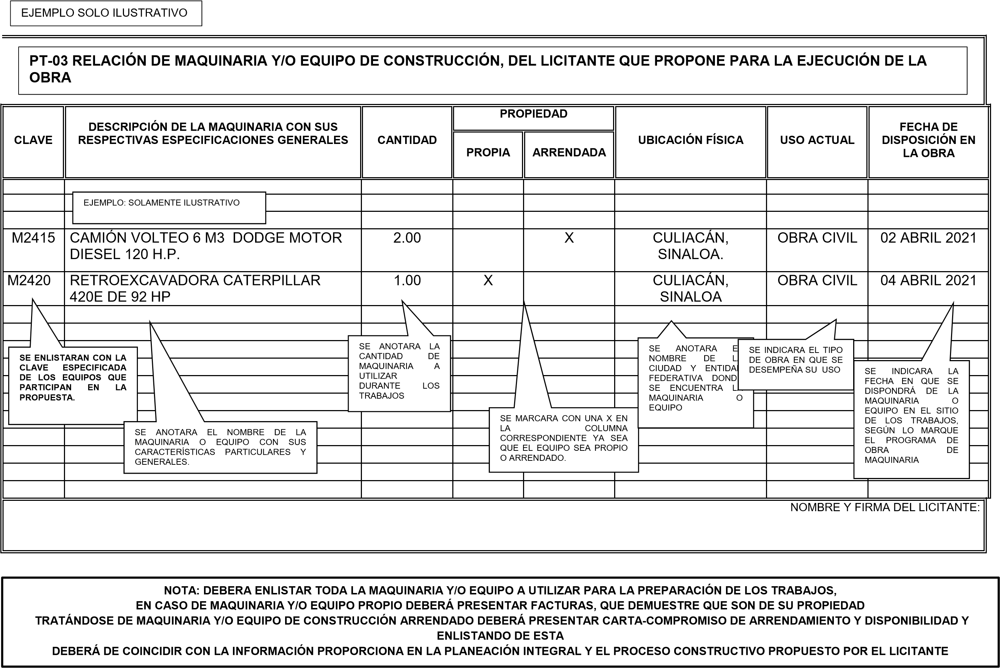 EJEMPLO SOLO ILUSTRATIVO
PT-03 RELACIÓN DE MAQUINARIA Y/O EQUIPO DE CONSTRUCCIÓN, DEL LICITANTE QUE PROPONE PARA LA EJECUCIÓN DE LA
OBRA
CLAVE
DESCRIPCIÓN DE LA MAQUINARIA CON SUS
RESPECTIVAS ESPECIFICACIONES GENERALES
CANTIDAD
PROPIEDAD
PROPIA
ARRENDADA
UBICACIÓN FÍSICA
USO ACTUAL
FECHA DE
DISPOSICIÓN EN
LA OBRA
EJEMPLO: SOLAMENTE ILUSTRATIVO
M2415
CAMIÓN VOLTEO 6 M3 DODGE MOTOR
DIESEL 120 H.P.
2.00
X
CULIACÁN,
SINALOA.
OBRA CIVIL
02 ABRIL 2021
M2420
RETROEXCAVADORA CATERPILLAR
420E DE 92 HP
1.00
X
CULIACÁN,
SINALOA
OBRA CIVIL
04 ABRIL 2021
SE ENLISTARAN CON LA
CLAVE ESPECIFICADA
DE LOS EQUIPOS QUE
PARTICIPAN EN LA
PROPUESTA.
SE ANOTARA EL NOMBRE DE LA
MAQUINARIA O EQUIPO CON SUS
CARACTERÍSTICAS PARTICULARES Y
GENERALES.
SE ANOTARA LA
CANTIDAD DE
MAQUINARIA A
UTILIZAR
DURANTE LOS
TRABAJOS
SE MARCARA CON UNA X EN
LA COLUMNA
CORRESPONDIENTE YA SEA
QUE EL EQUIPO SEA PROPIO
O ARRENDADO.
SE ANOTARA
NOMBRE DE
CIUDAD Y
FEDERATIVA
SE ENCUENTRA
MAQUINARIA O
EQUIPO
SE INDICARA EL TIPO
DE OBRA EN QUE SE
DESEMPEÑA SU USO
SE INDICARA LA
FECHA EN QUE SE
DISPONDRÁ DE LA
MAQUINARIA O
EQUIPO EN EL SITIO
DE LOS TRABAJOS,
SEGÚN LO MARQUE
EL PROGRAMA DE
OBRA DE
MAQUINARIA
NOMBRE Y FIRMA DEL LICITANTE:
NOTA: DEBERA ENLISTAR TODA LA MAQUINARIA Y/O EQUIPO A UTILIZAR PARA LA PREPARACIÓN DE LOS TRABAJOS,
EN CASO DE MAQUINARIA Y/O EQUIPO PROPIO DEBERÁ PRESENTAR FACTURAS, QUE DEMUESTRE QUE SON DE SU PROPIEDAD
TRATÁNDOSE DE MAQUINARIA Y/O EQUIPO DE CONSTRUCCIÓN ARRENDADO DEBERÁ PRESENTAR CARTA-COMPROMISO DE ARRENDAMIENTO Y DISPONIBILIDAD Y
ENLISTANDO DE ESTA
DEBERÁ DE COINCIDIR CON LA INFORMACIÓN PROPORCIONA EN LA PLANEACIÓN INTEGRAL Y EL PROCESO CONSTRUCTIVO PROPUESTO POR EL LICITANTE